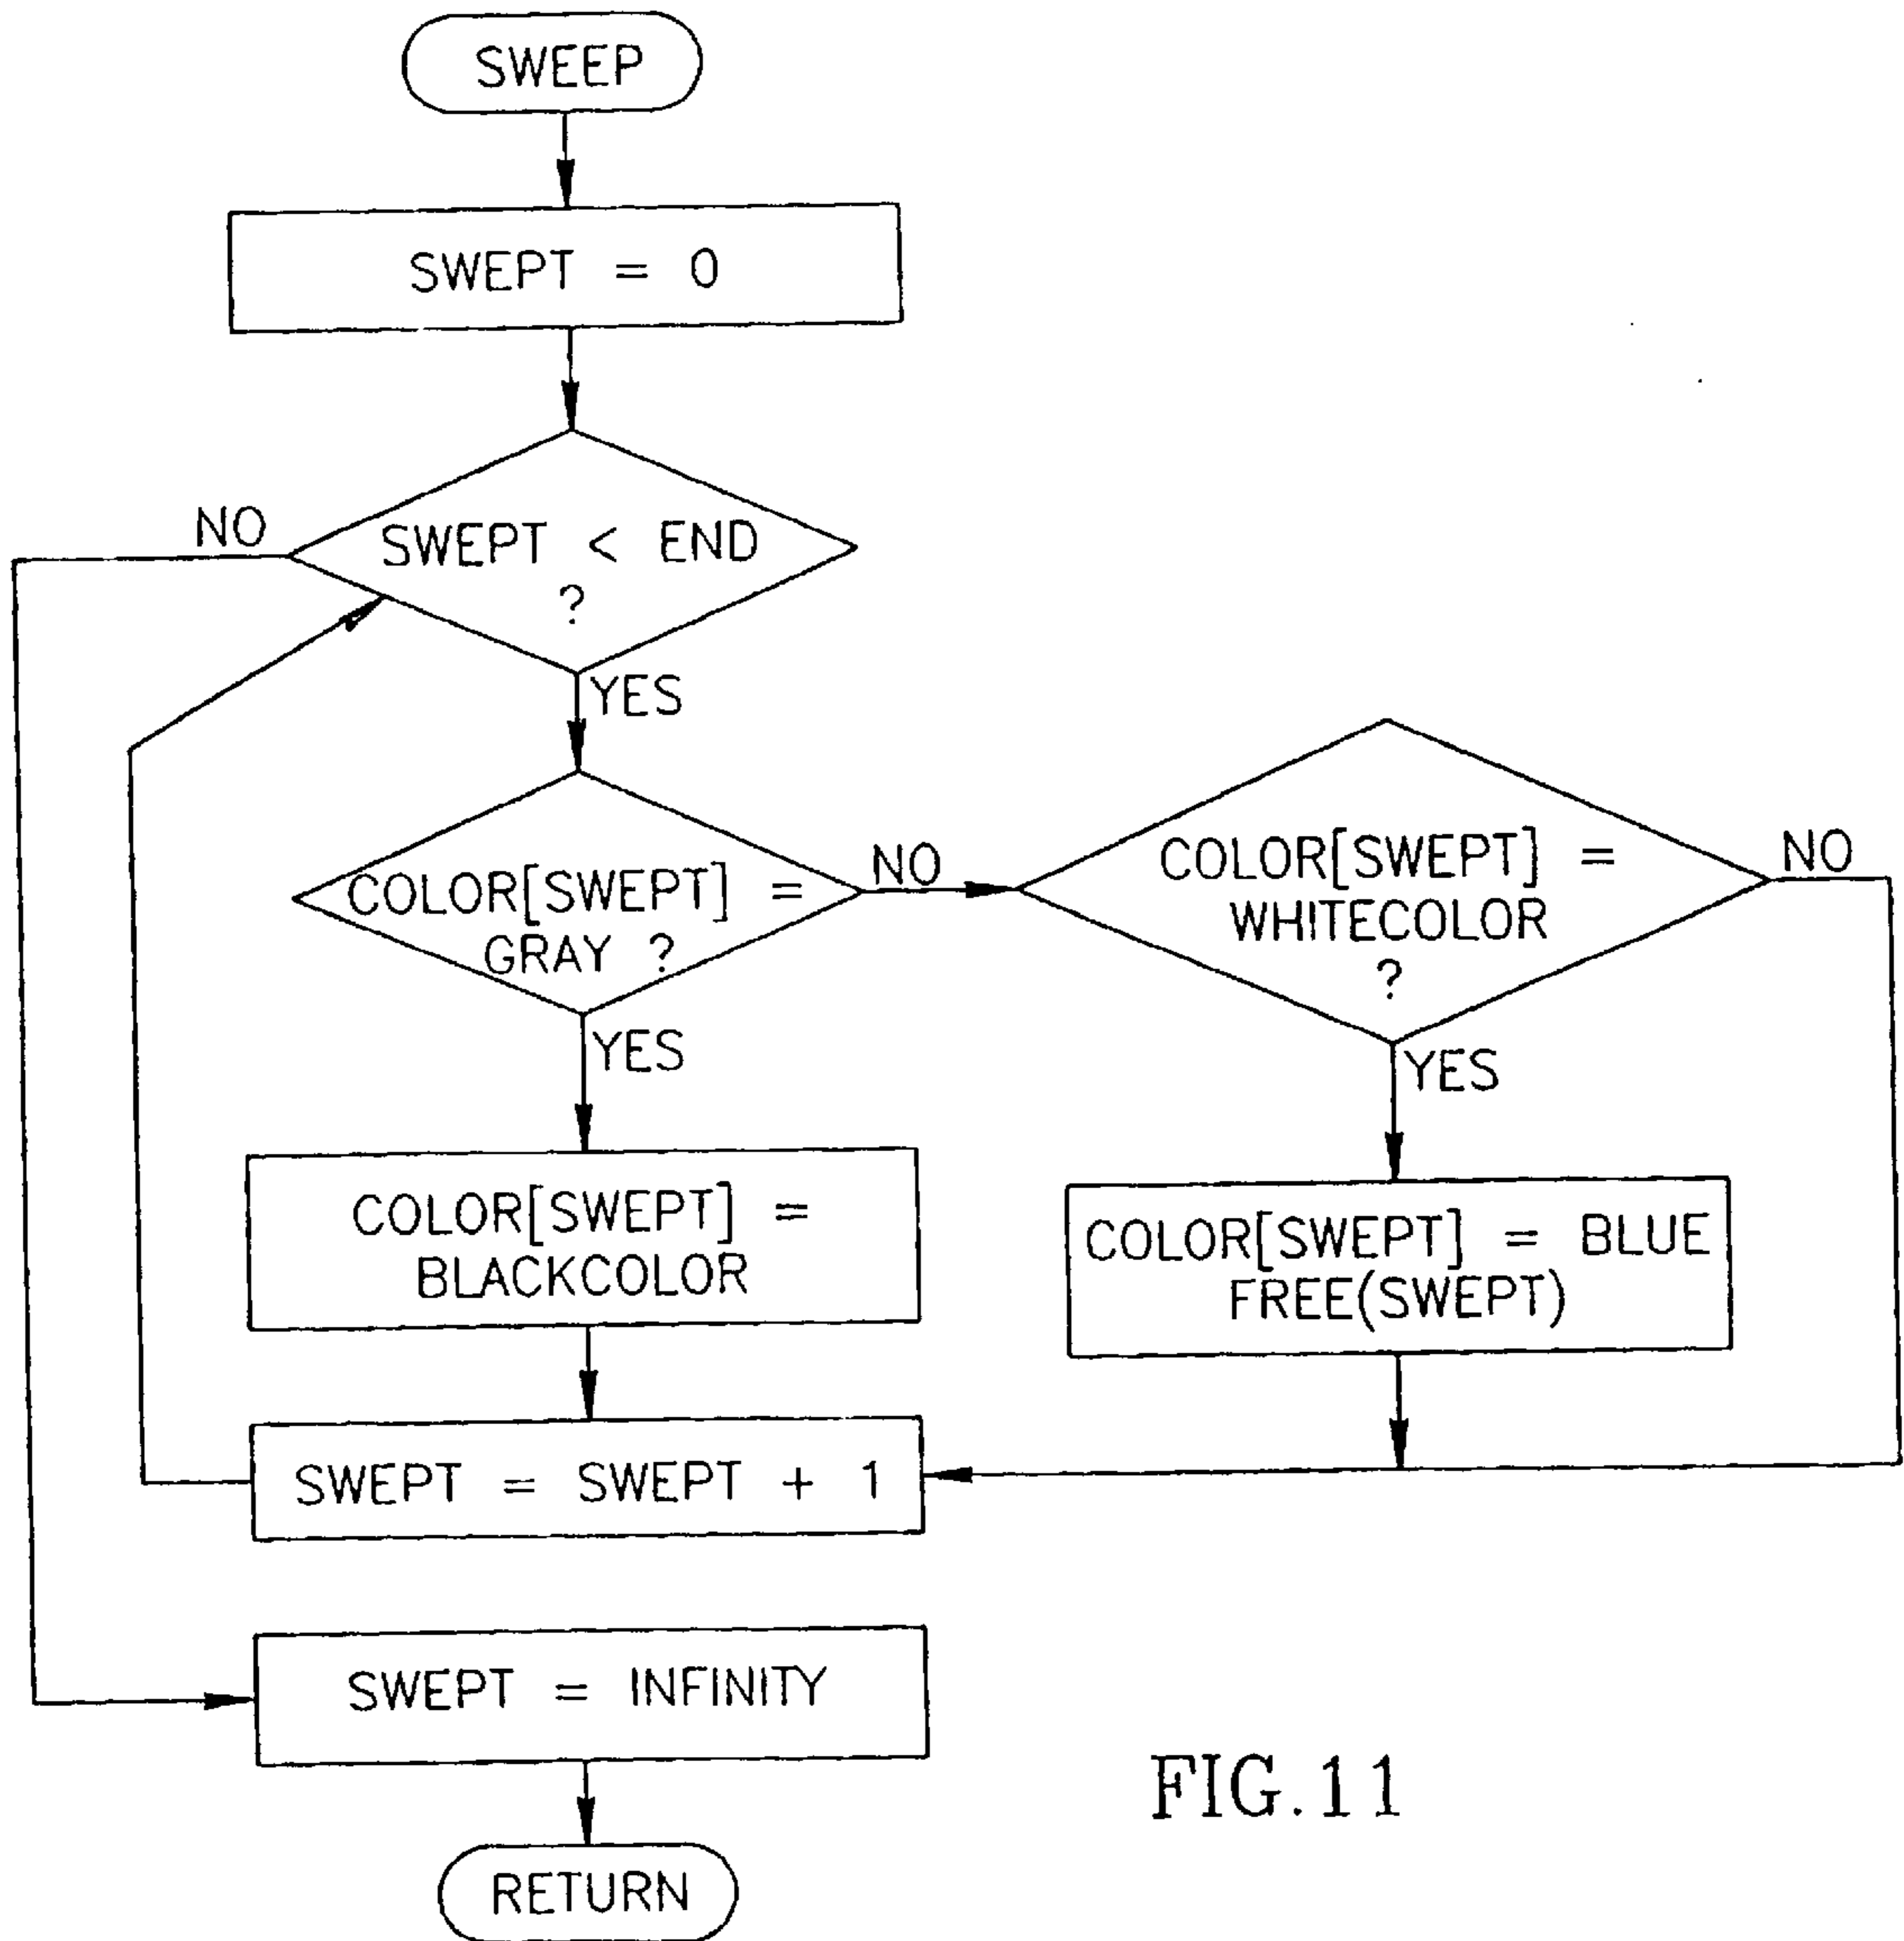 SWEEP
SWEPT = 0
SWEPT < END
?
NO
YES
COLOR[SWEPT] =
GRAY ?
NO
YES
COLOR[SWEPT] =
WHITECOLOR
?
NO
YES
COLOR[SWEPT] =
BLACKCOLOR
COLOR[SWEPT] = BLUE
FREE(SWEPT)
SWEPT = SWEPT + 1
SWEPT = INFINITY
RETURN
FIG.11